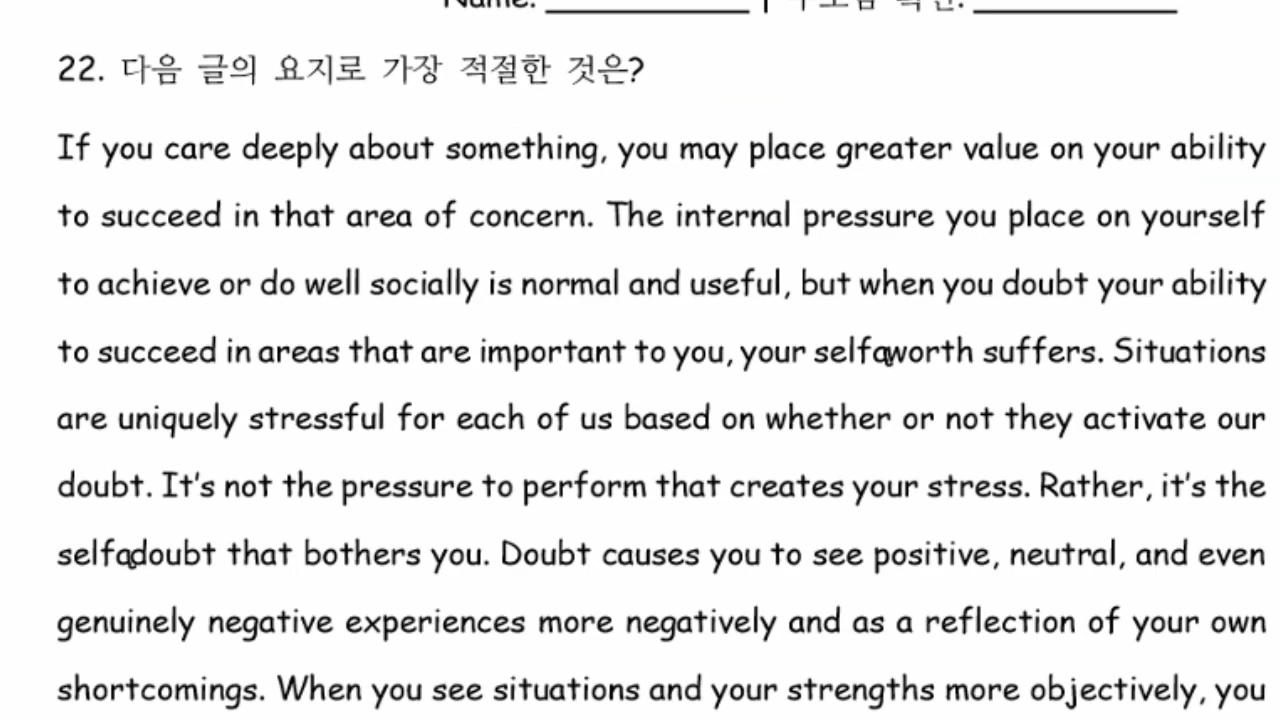 Name:
22. 다음 글의 요지로 가장 적절한 것은?
If you care deeply about something, you may place greater value on your ability
to succeed in that area of concern. The internal pressure you place on yourself
to achieve or do well socially is normal and useful, but when you doubt your ability
to succeed in areas that are important to you, your selfqworth suffers. Situations
are uniquely stressful for each of us based on whether or not they activate our
doubt. It's not the pressure to perform that creates your stress. Rather, it's the
selfqdoubt that bothers you. Doubt causes you to see positive, neutral, and even
genuinely negative experiences more negatively and as a reflection of your own
shortcomings. When you see situations and your strengths more objectively, you